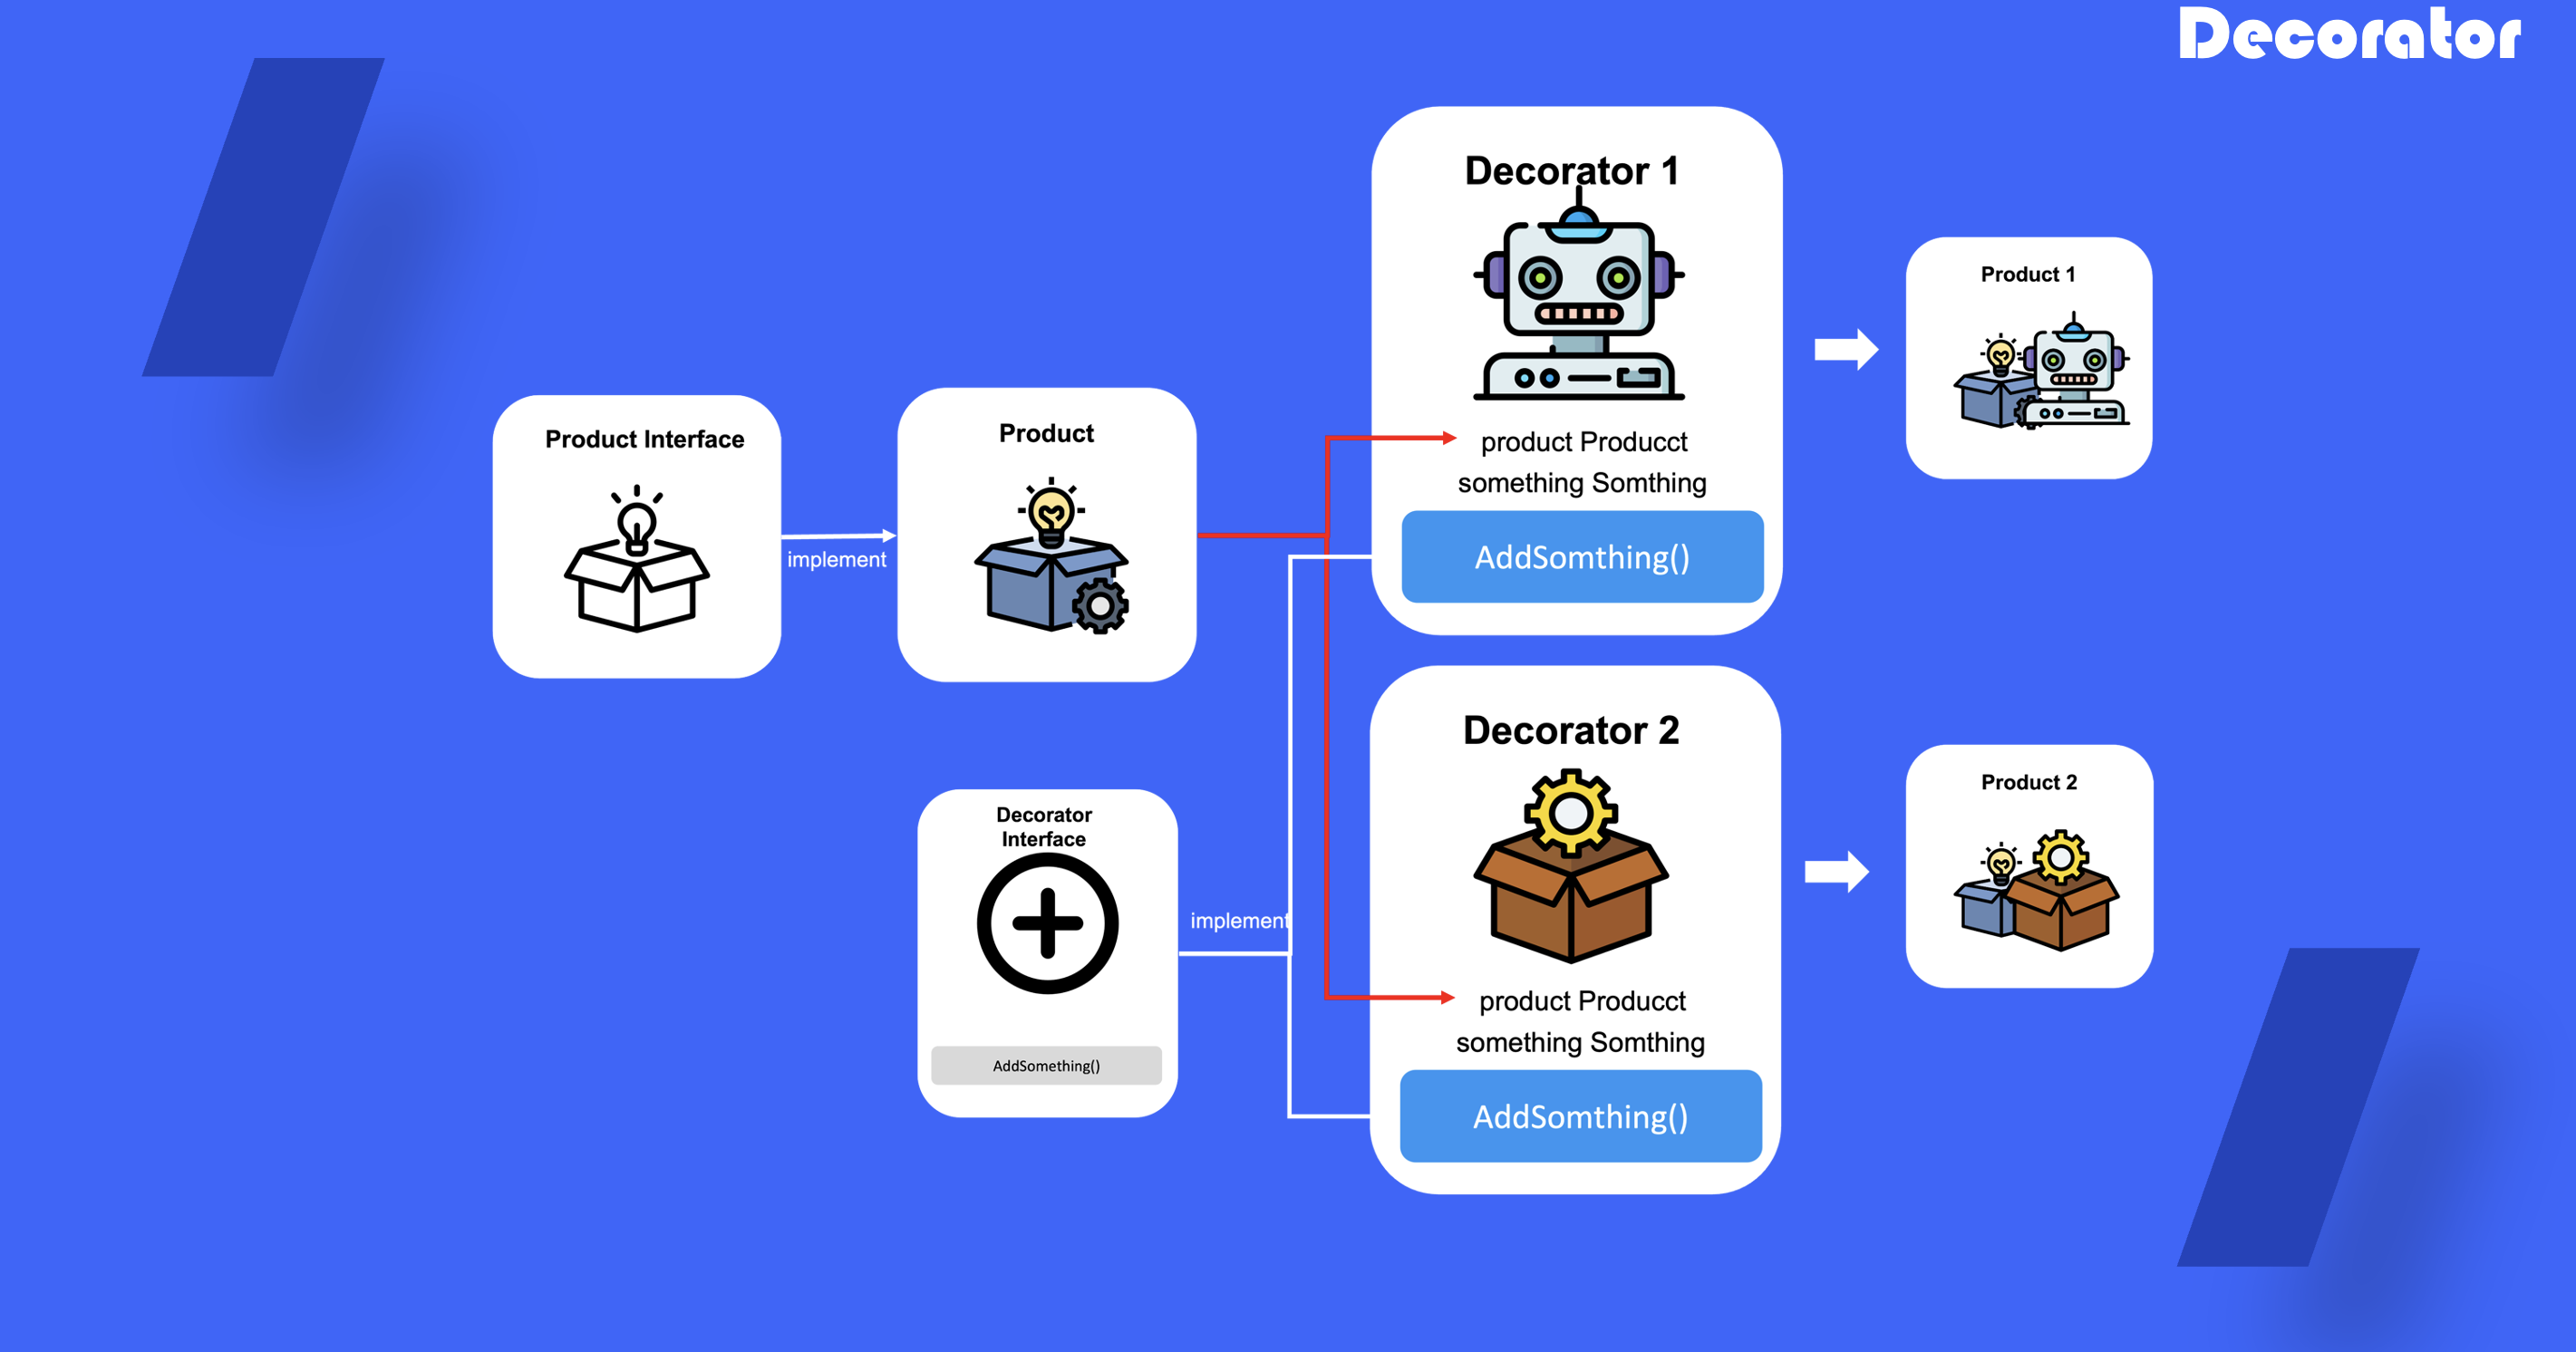 Decorator
Product Interface
implement
Product
Decorator
Interface
AddSomething()
implement
Decorator 1
product Producct
something Somthing
AddSomthing()
Product 1
Decorator 2
product Producct
something Somthing
AddSomthing()
Product 2